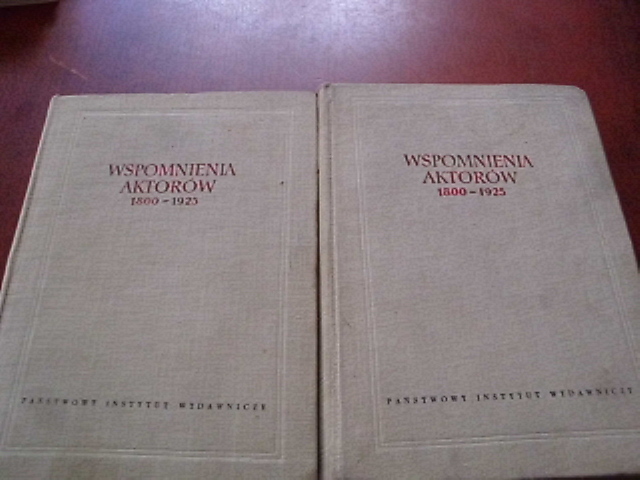 WSPOMNIENIA
AKTORÓW
1800-1925
PAŃSTWOWY INSTYTUT WYDAWNICZY
WSPOMNIENIA
AKTORÓW
1800-1925
PAŃSTWOWY INSTYTUT WYDAWNICZY